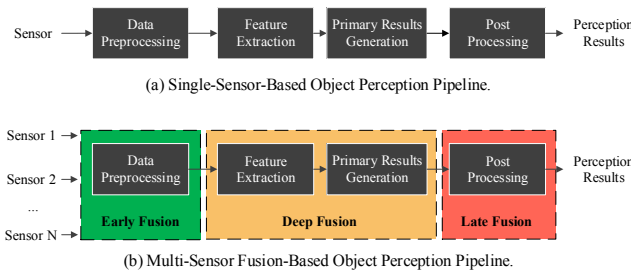 Sensor
Data
Preprocessing
Feature
Extraction
Primary Results
Generation
Post
Processing
Perception
Results
(a) Single-Sensor-Based Object Perception Pipeline.
Sensor 1
Sensor 2
...
Sensor N
Data
Preprocessing
Early Fusion
Feature
Extraction
Primary Results
Generation
Deep Fusion
Post
Processing
Late Fusion
Perception
Results
(b) Multi-Sensor Fusion-Based Object Perception Pipeline.